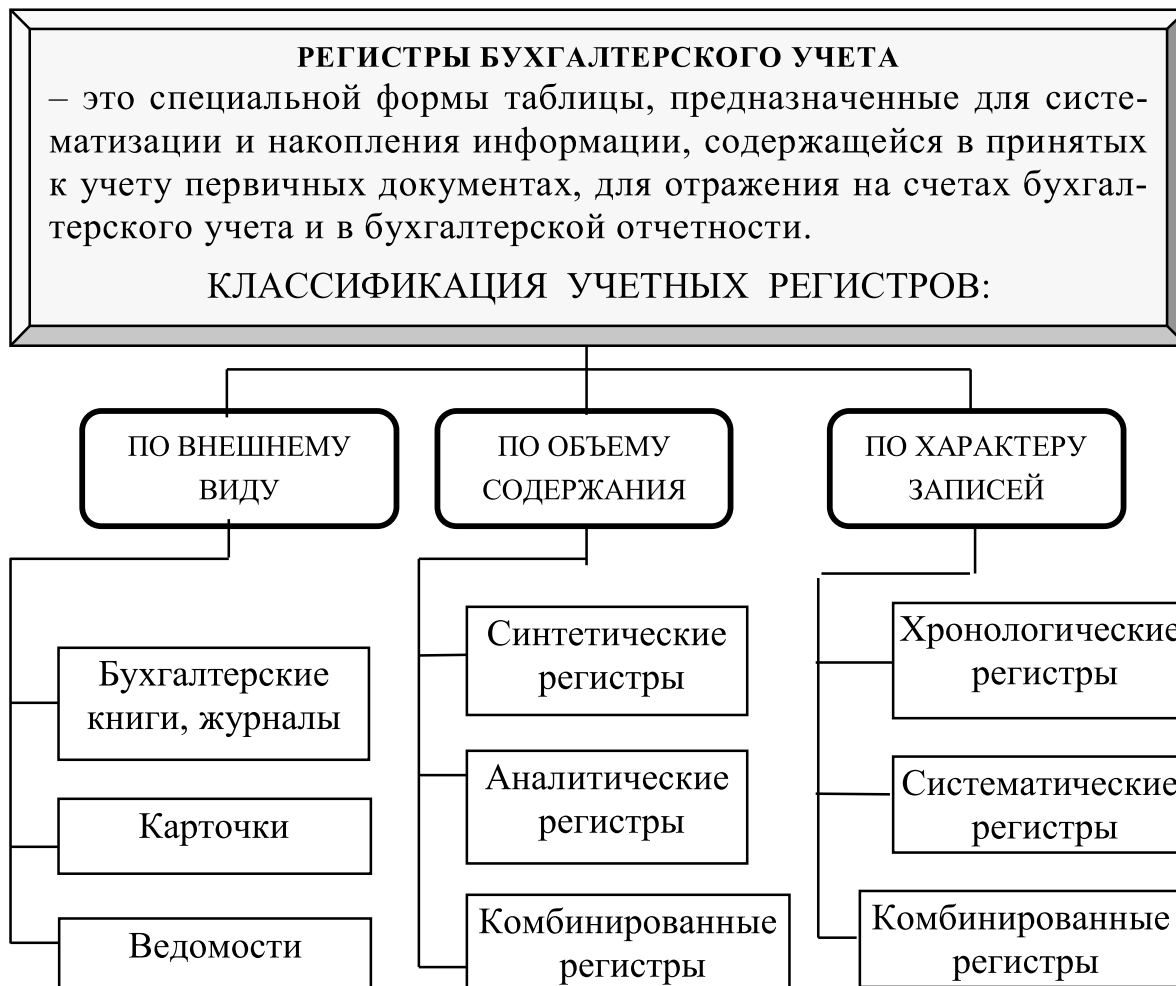 РЕГИСТРЫ БУХГАЛТЕРСКОГО УЧЕТА
– это специальной формы таблицы, предназначенные для систе-
матизации и накопления информации, содержащейся в принятых
к учету первичных документах, для отражения на счетах бухгал-
терского учета и в бухгалтерской отчетности.
КЛАССИФИКАЦИЯ УЧЕТНЫХ РЕГИСТРОВ:
ПО ВНЕШНЕМУ
ВИДУ
Бухгалтерские
книги, журналы
Карточки
Ведомости
ПО ОБЪЕМУ
СОДЕРЖАНИЯ
Синтетические
регистры
Аналитические
регистры
Комбинированные
регистры
ПО ХАРАКТЕРУ
ЗАПИСЕЙ
Хронологические
регистры
Систематические
регистры
Комбинированные
регистры